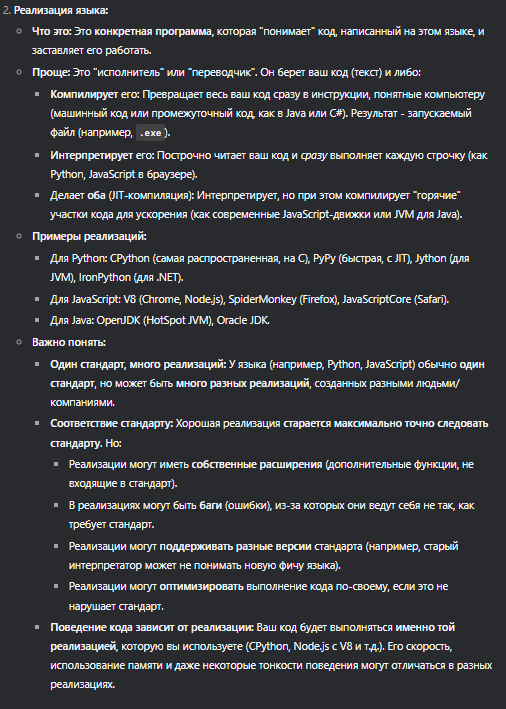 2. Реализация языка:
Что это: Это конкретная программа, которая "понимает" код, написанный на этом языке, и
заставляет его работать.
Проще: Это "исполнитель" или "переводчик". Он берет ваш код (текст) и либо:
Компилирует его: Превращает весь ваш код сразу в инструкции, понятные компьютеру
(машинный код или промежуточный код, как в Java или C#). Результат - запускаемый
файл (например, .exe).
Интерпретирует его: Построчно читает ваш код и сразу выполняет каждую строчку (как
Python, JavaScript в браузере).
Делает оба (JIT-компиляция): Интерпретирует, но при этом компилирует "горячие"
участки кода для ускорения (как современные JavaScript-движки или JVM для Java).
Примеры реализаций:
Для Python: CPython (самая распространенная, на C), PyPy (быстрая, с JIT), Jython (для
JVM), IronPython (для .NET).
Для JavaScript: V8 (Chrome, Node.js), SpiderMonkey (Firefox), JavaScriptCore (Safari).
Для Java: OpenJDK (HotSpot JVM), Oracle JDK.
Важно понять:
Один стандарт, много реализаций: У языка (например, Python, JavaScript) обычно один
стандарт, но может быть много разных реализаций, созданных разными людьми/
компаниями.
Соответствие стандарту: Хорошая реализация старается максимально точно следовать
стандарту. Но:
Реализации могут иметь собственные расширения (дополнительные функции, не
входящие в стандарт).
В реализациях могут быть баги (ошибки), из-за которых они ведут себя не так, как
требует стандарт.
Реализации могут поддерживать разные версии стандарта (например, старый
интерпретатор может не понимать новую фичу языка).
Реализации могут оптимизировать выполнение кода по-своему, если это не
нарушает стандарт.
Поведение кода зависит от реализации: Ваш код будет выполняться именно той
реализацией, которую вы используете (CPython, Node.js с V8 и т.д.). Его скорость,
использование памяти и даже некоторые тонкости поведения могут отличаться в разных
реализациях.